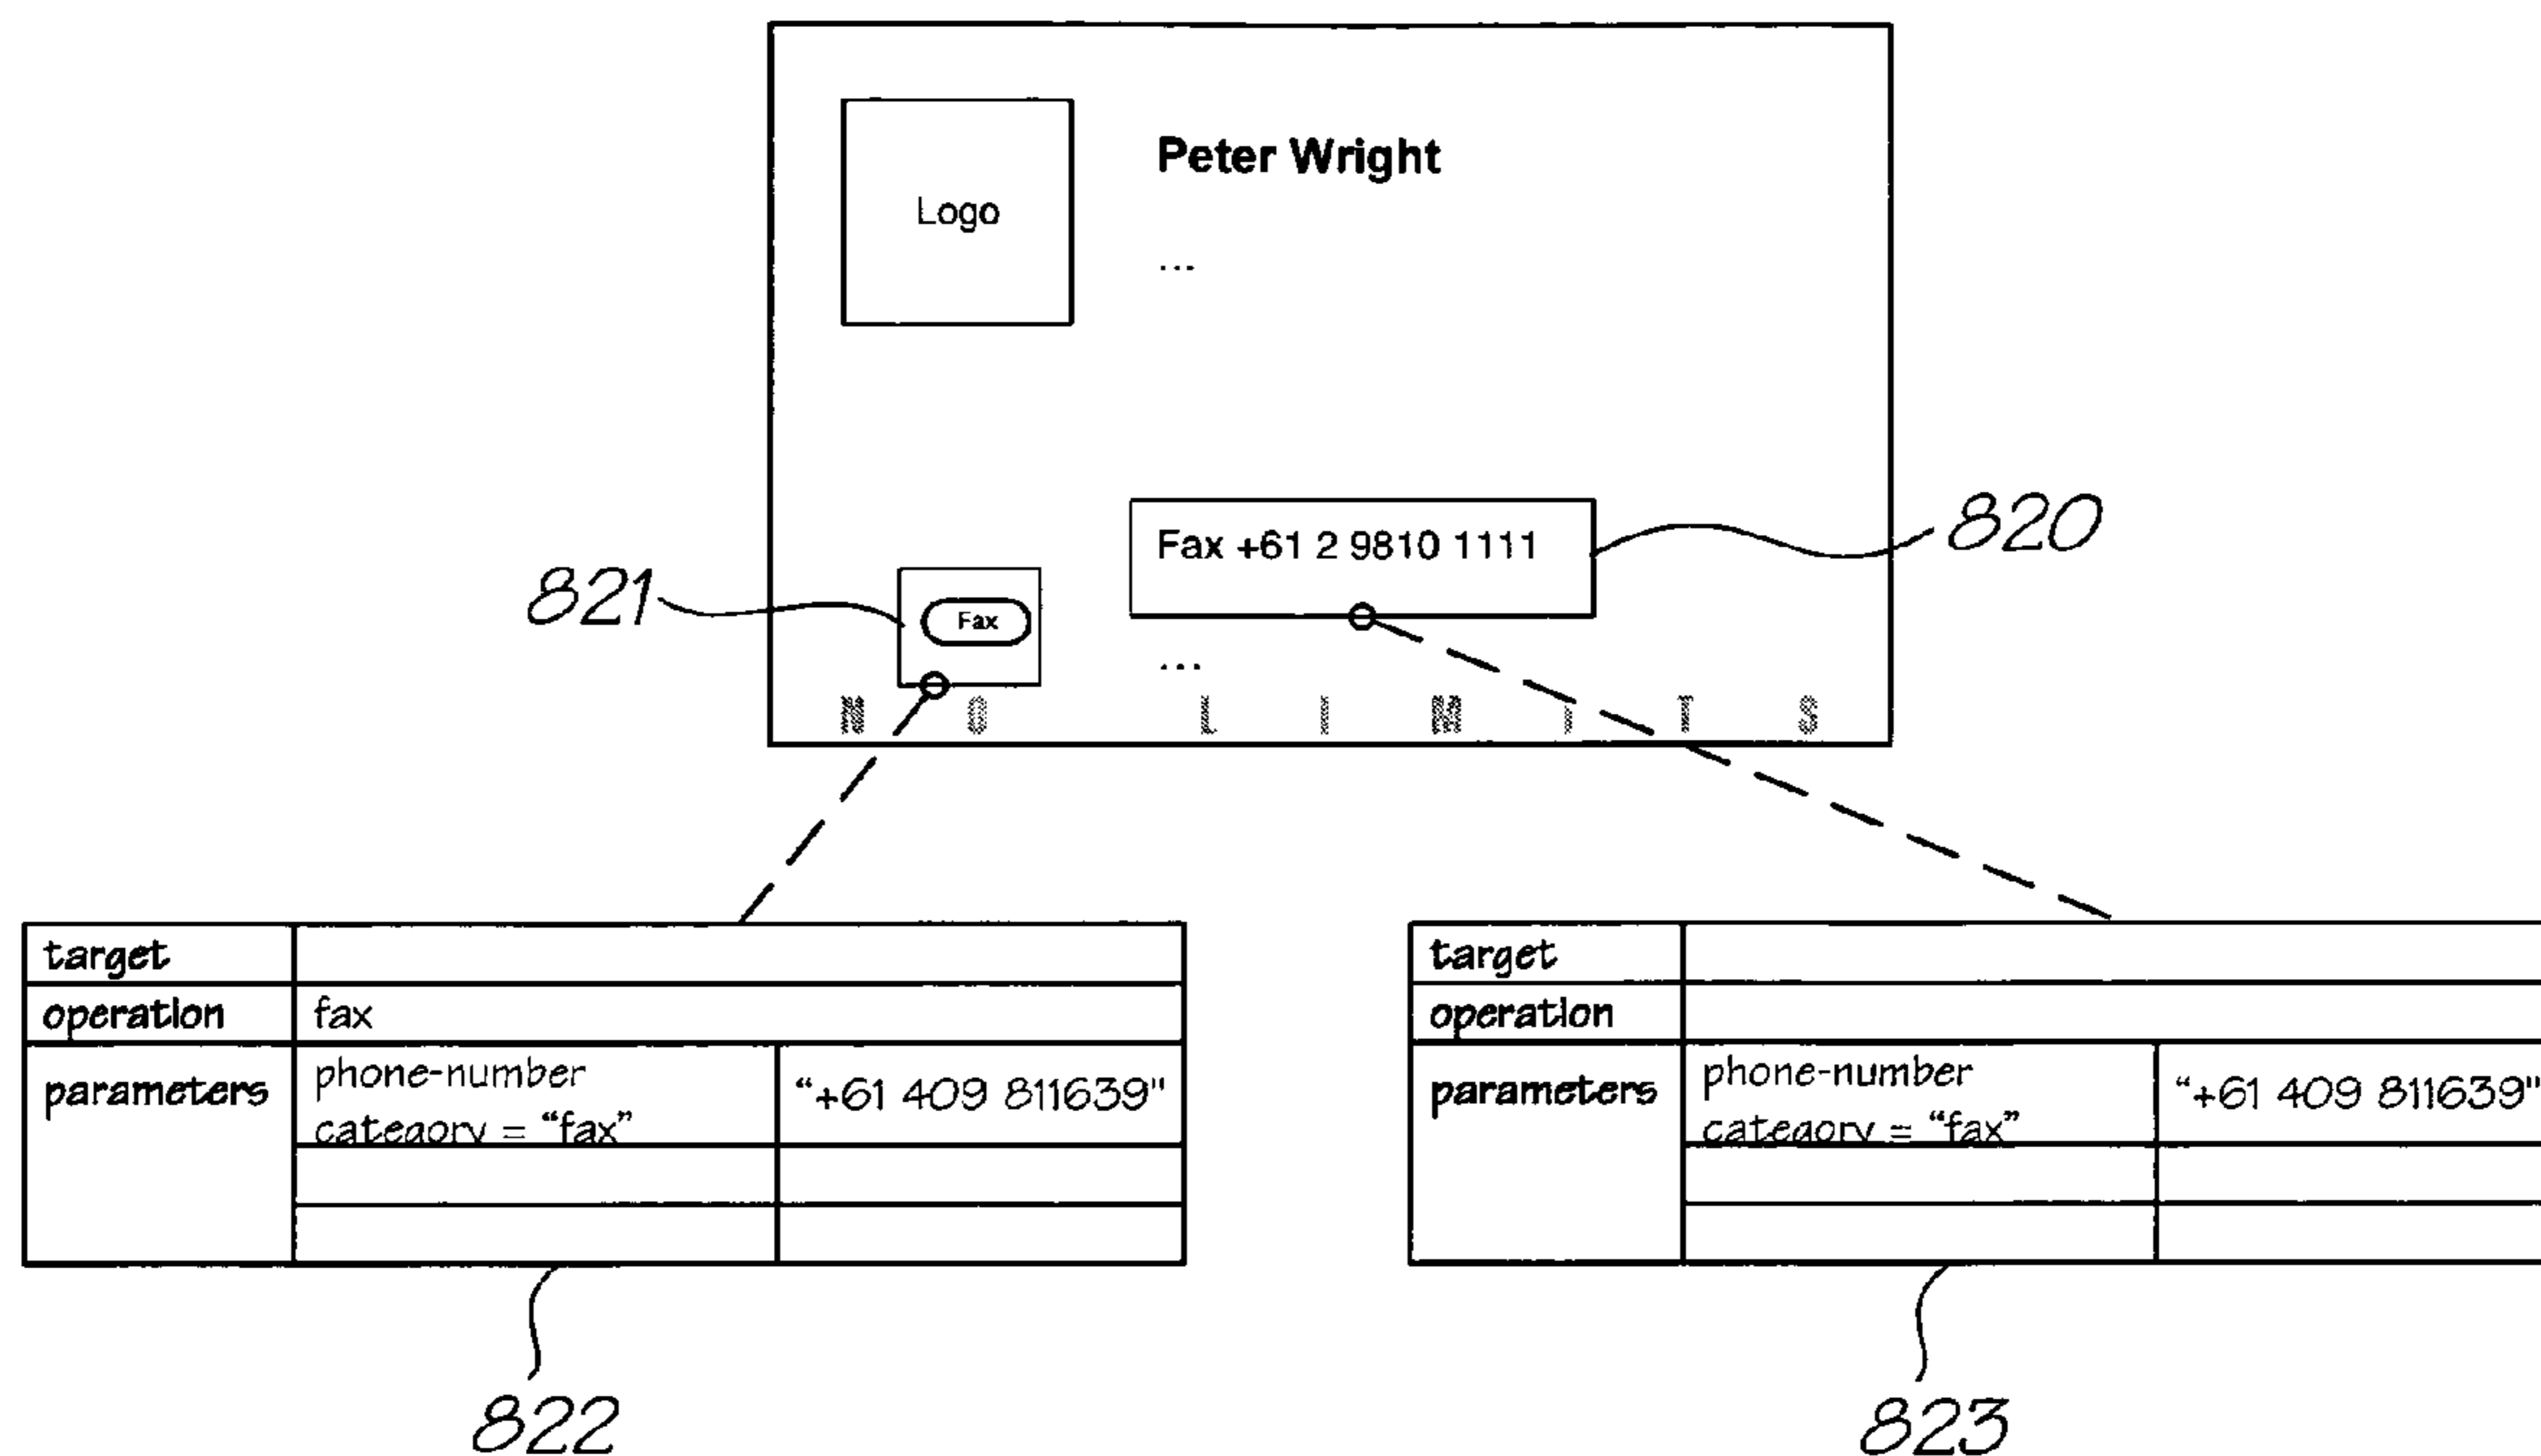 Peter Wright
Logo
...
Fax +61 2 9810 1111
820
821
Fax
...
N O L I M I T S
target
operation fax
parameters phone-number “+61 409 811639"
category = “fax”
target
operation
parameters phone-number “+61 409 811639"
category = “fax”
822
823